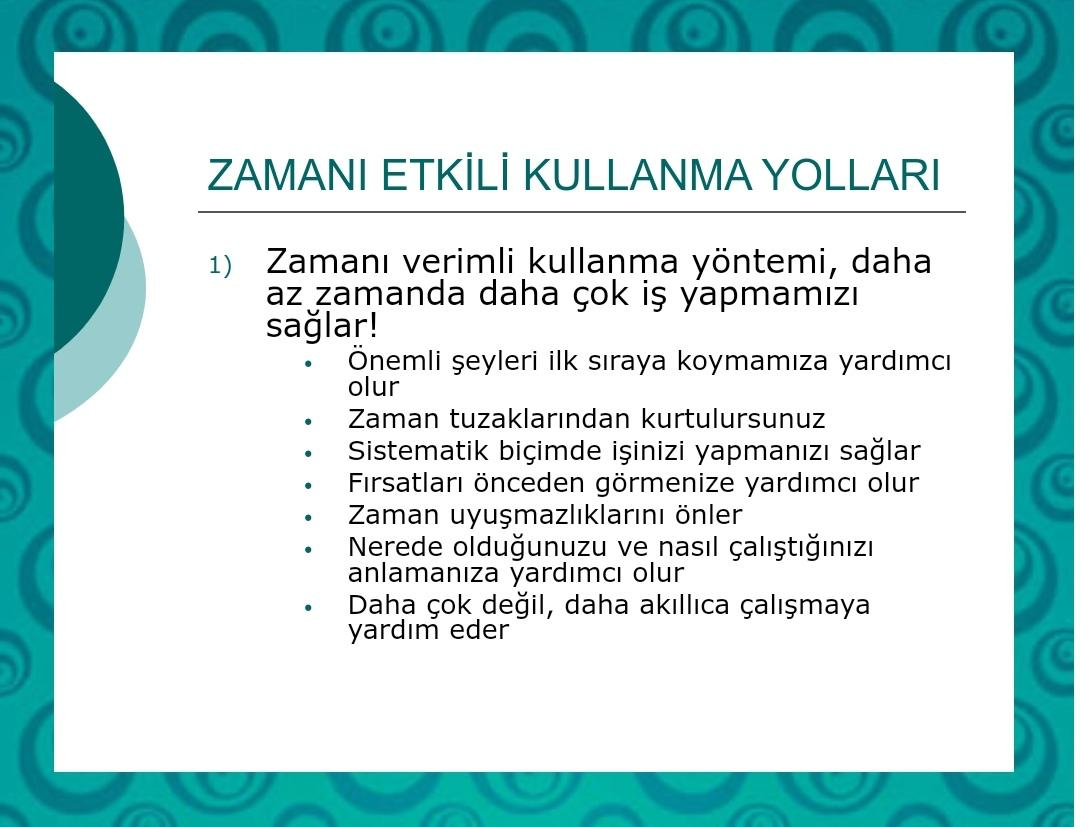 ZAMANI ETKİLİ KULLANMA YOLLARI
1) Zamanı verimli kullanma yöntemi, daha
az zamanda daha çok iş yapmamızı
sağlar!
• Önemli şeyleri ilk sıraya koymamıza yardımcı
olur
• Zaman tuzaklarından kurtulursunuz
• Sistematik biçimde işinizi yapmanızı sağlar
• Fırsatları önceden görmenize yardımcı olur
• Zaman uyuşmazlıklarını önler
• Nerede olduğunuzu ve nasıl çalıştığınızı
anlamanıza yardımcı olur
• Daha çok değil, daha akıllıca çalışmaya
yardım eder